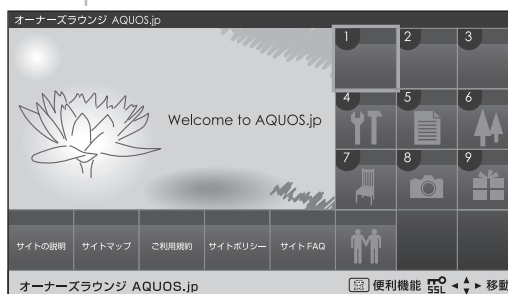 オーナーズラウンジ AQUOS.jp
1 2 3
Welcome to AQUOS.jp
4 5 6
7 8 9
サイトの説明 サイトマップ ご利用規約 サイトポリシー サイト FAQ
オーナーズラウンジ AQUOS.jp 便利機能 SSL 移動